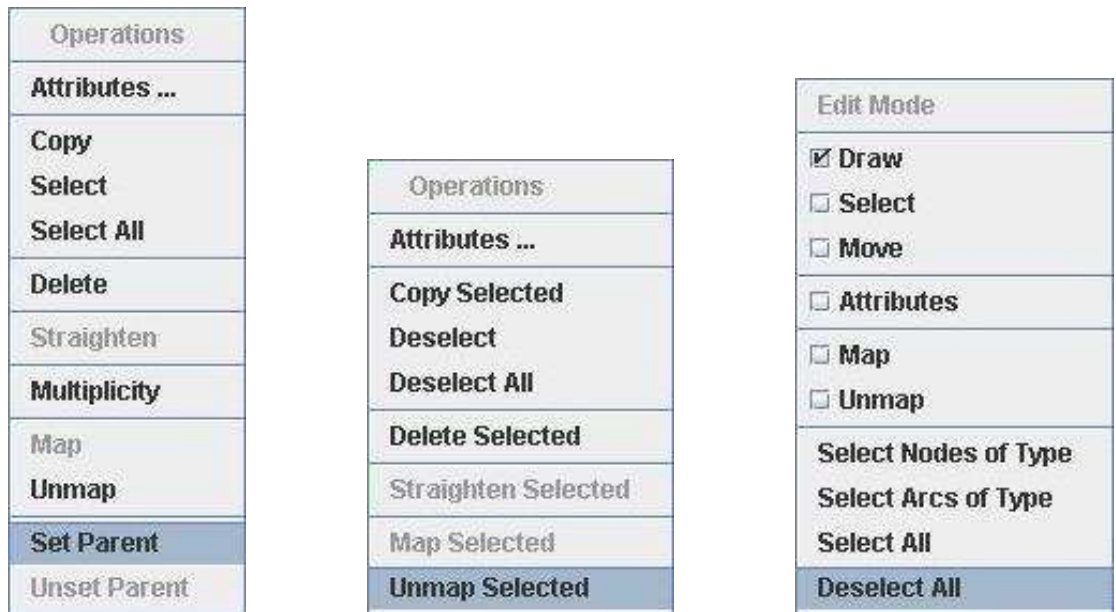 Operations
Attributes ...
Copy
Select
Select All
Delete
Straighten
Multiplicity
Map
Unmap
Set Parent
Unset Parent
Operations
Attributes ...
Copy Selected
Deselect
Deselect All
Delete Selected
Straighten Selected
Map Selected
Unmap Selected
Edit Mode
Draw
Select
Move
Attributes
Map
Unmap
Select Nodes of Type
Select Arcs of Type
Select All
Deselect All